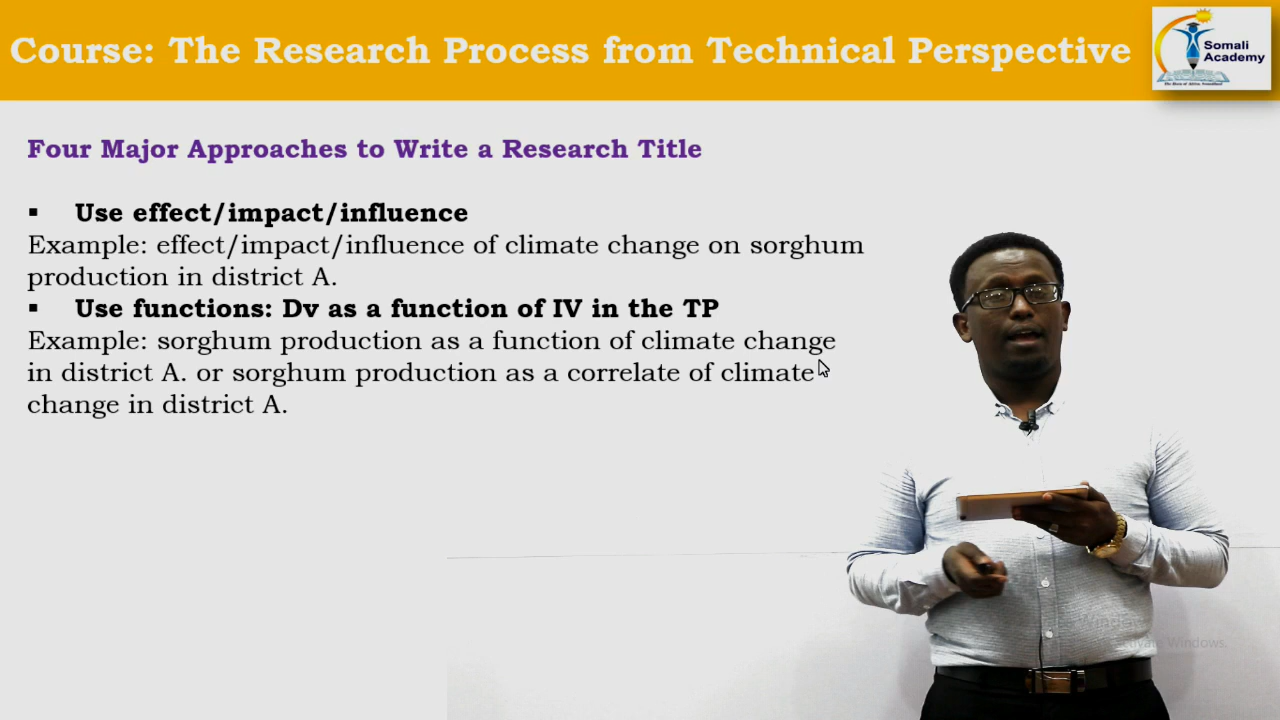 Course: The Research Process from Technical Perspective
Somali
Academy
Four Major Approaches to Write a Research Title
▪ Use effect/impact/influence
Example: effect/impact/influence of climate change on sorghum
production in district A.
▪ Use functions: Dv as a function of IV in the TP
Example: sorghum production as a function of climate change
in district A. or sorghum production as a correlate of climate
change in district A.